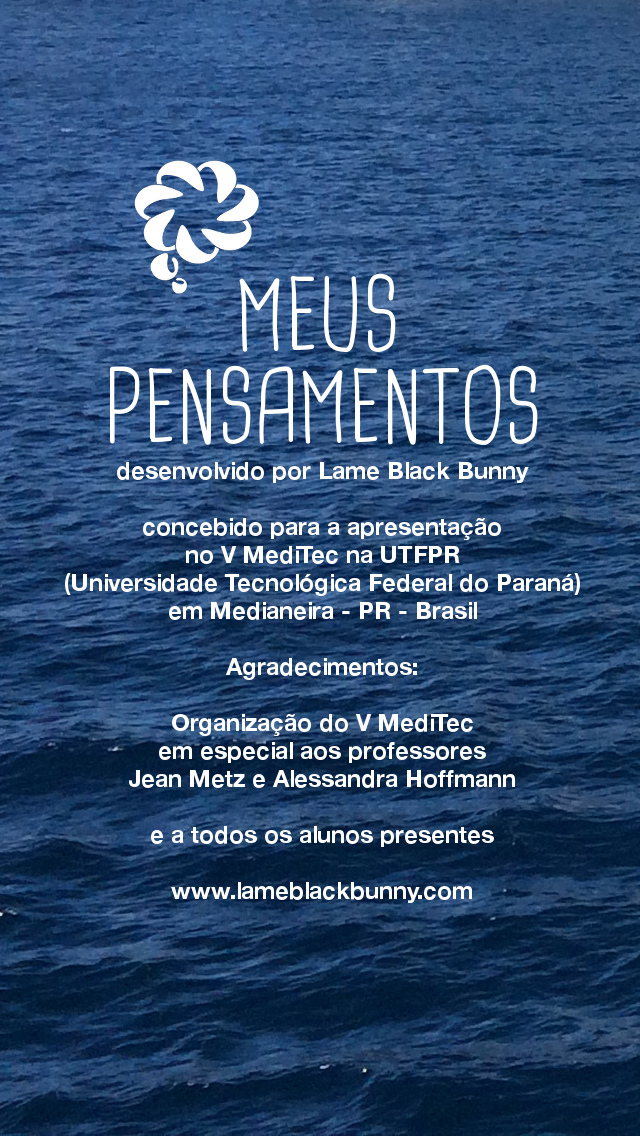 MEUS
PENSAMENTOS
desenvolvido por Lame Black Bunny
concebido para a apresentação
no V MediTec na UTFPR
(Universidade Tecnológica Federal do Paraná)
em Medianeira - PR - Brasil
Agradecimentos:
Organização do V MediTec
em especial aos professores
Jean Metz e Alessandra Hoffmann
e a todos os alunos presentes
www.lameblackbunny.com